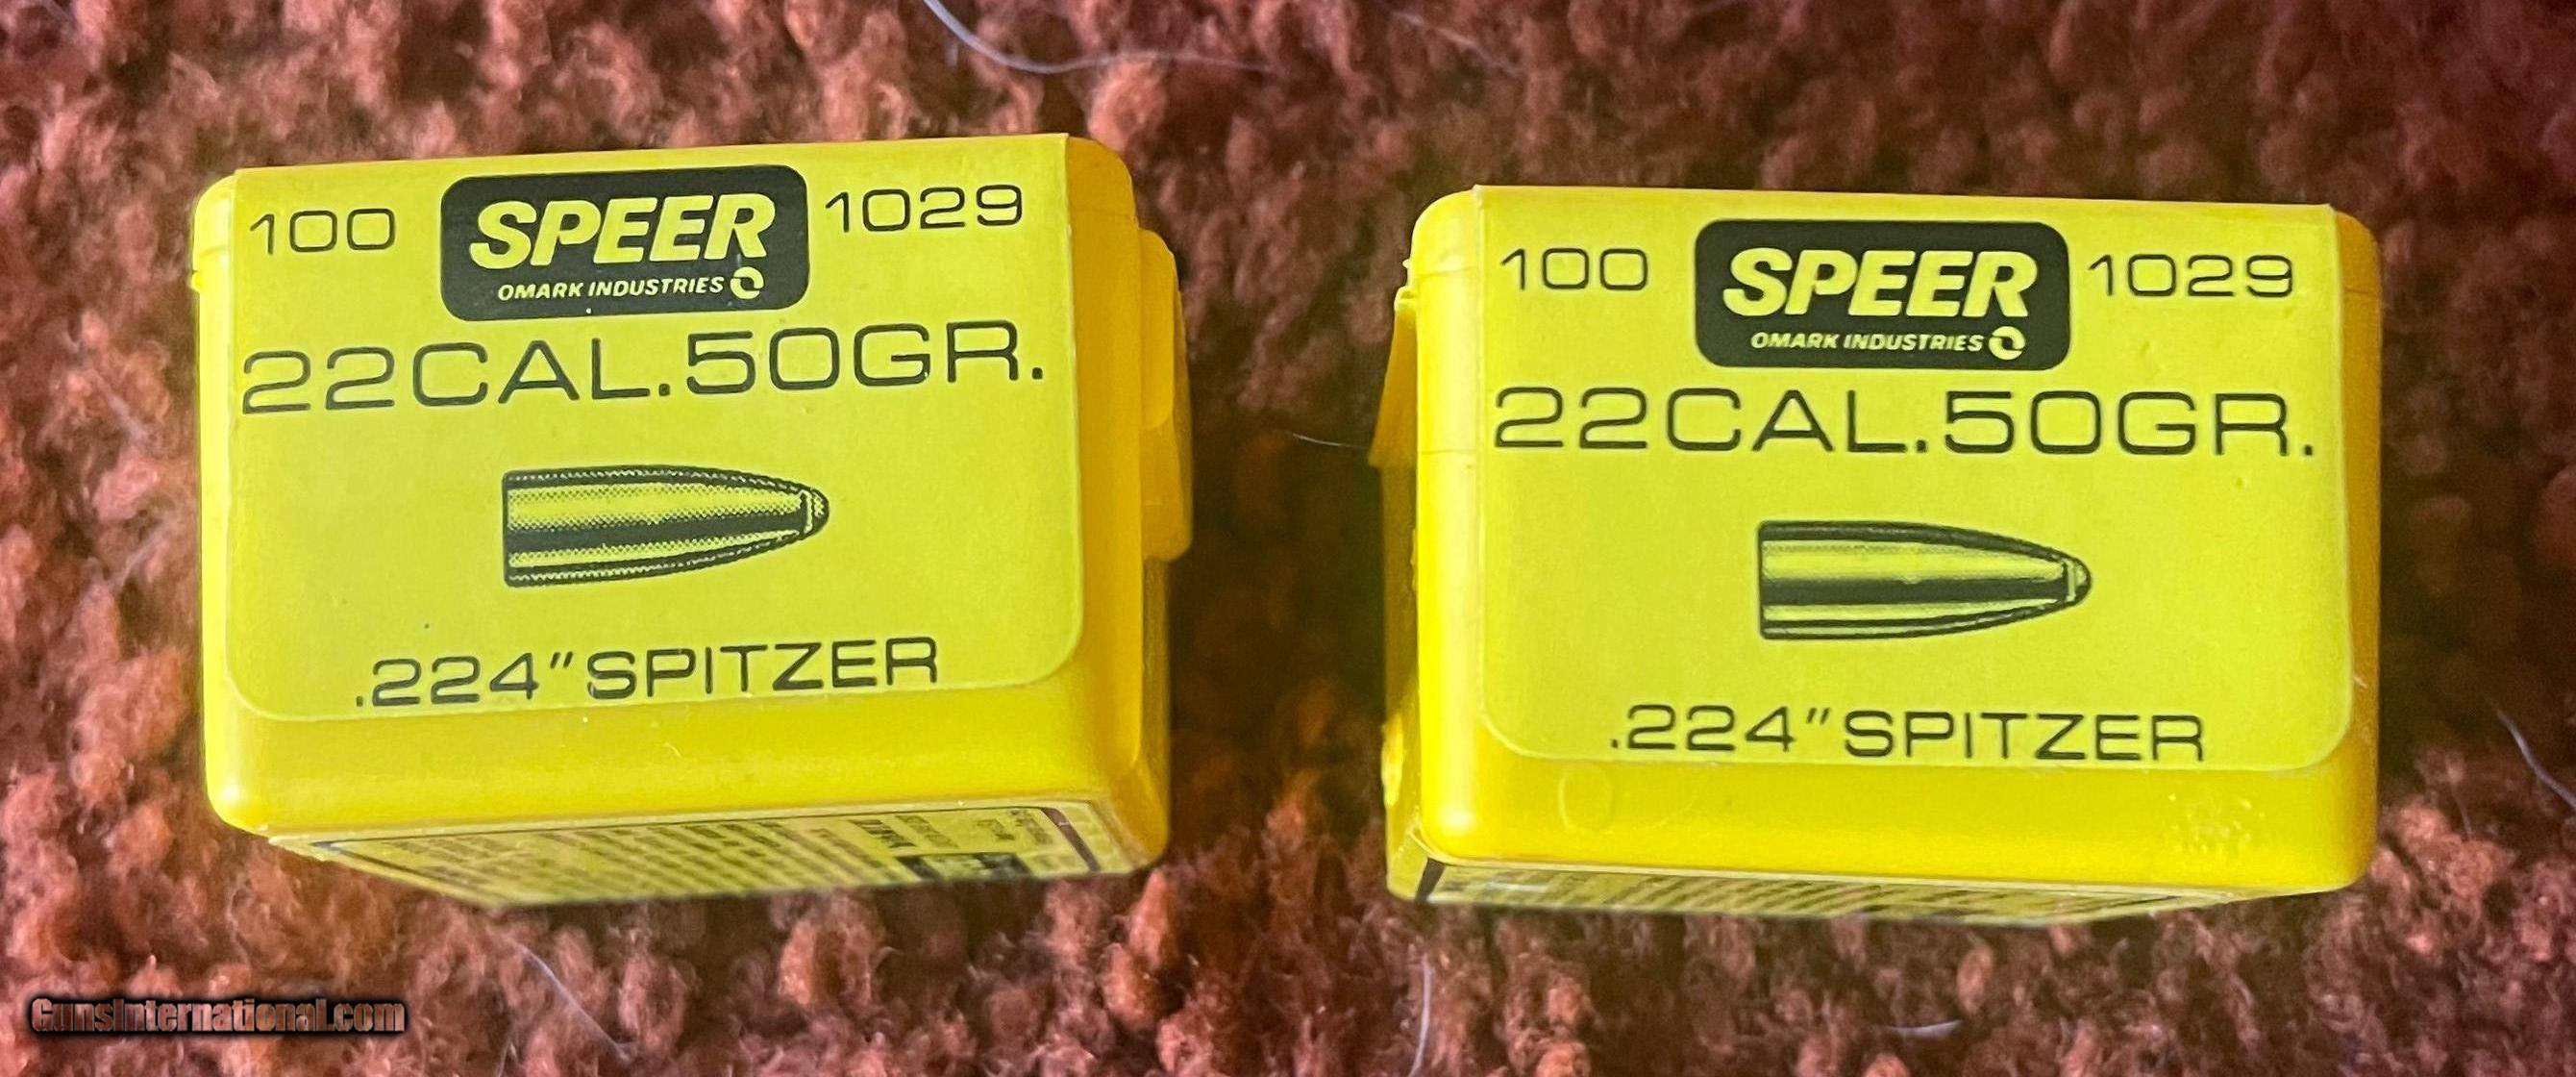 100 SPEER 1029
OMARK INDUSTRIES
22CAL.50GR.
.224" SPITZER
100 SPEER 1029
OMARK INDUSTRIES
22CAL.50GR.
.224" SPITZER
GunsInternational.com